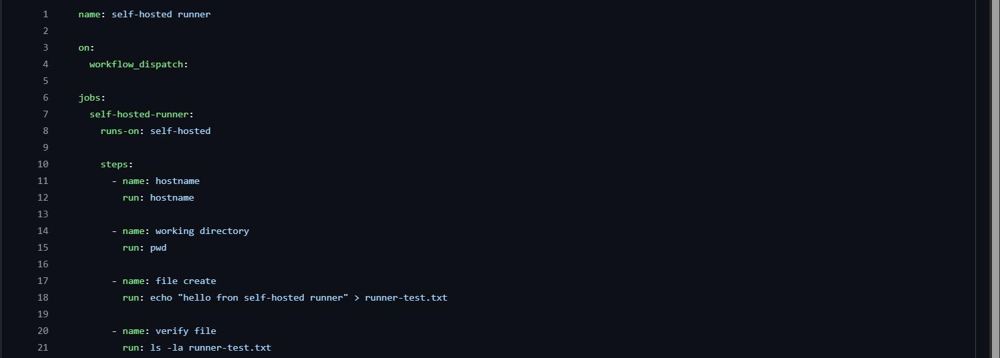 1 name: self-hosted runner
2
3 on:
4 workflow_dispatch:
5
6 jobs:
7 self-hosted-runner:
8 runs-on: self-hosted
9
10 steps:
11 - name: hostname
12 run: hostname
13
14 - name: working directory
15 run: pwd
16
17 - name: file create
18 run: echo "hello fron self-hosted runner" > runner-test.txt
19
20 - name: verify file
21 run: ls -la runner-test.txt